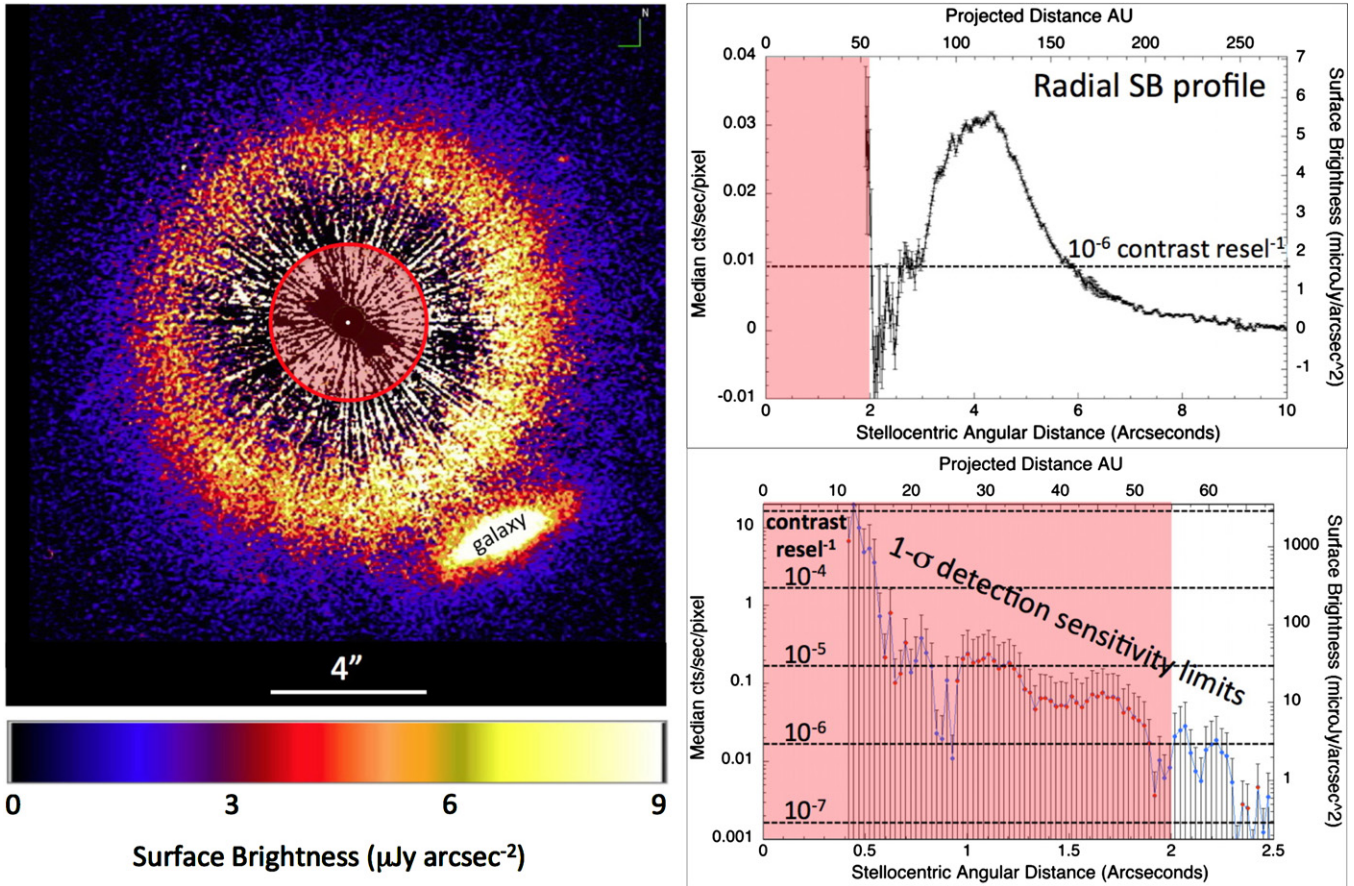 N
galaxy
4”
0 3 6 9
Surface Brightness (μJy arcsec-2)
Projected Distance AU
0 50 100 150 200 250
0.04
0.03
0.02
0.01
0
-0.01
Median cts/sec/pixel
Radial SB profile
10-6 contrast resel-1
7
6
5
4
3
2
1
0
-1
Surface Brightness (microJy/arcsec^2)
0 2 4 6 8 10
Stellocentric Angular Distance (Arcseconds)
Projected Distance AU
0 10 20 30 40 50 60
10
1
0.1
0.01
0.001
Median cts/sec/pixel
contrast
resel-1
10-4
10-5
10-6
10-7
1-σ detection sensitivity limits
1000
100
10
1
Surface Brightness (microJy/arcsec^2)
0 0.5 1 1.5 2 2.5
Stellocentric Angular Distance (Arcseconds)